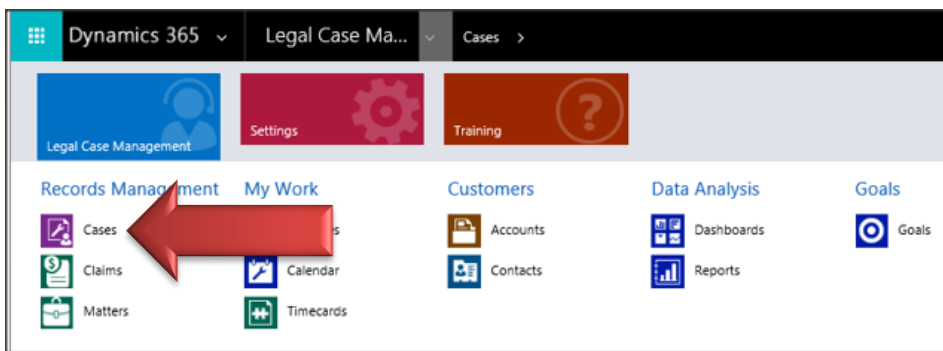 Dynamics 365 Legal Case Ma... Cases >
Legal Case Management Settings Training ?
Records Management My Work Customers Data Analysis Goals
Cases Accounts Dashboards Goals
Claims Calendar Contacts Reports
Matters Timecards